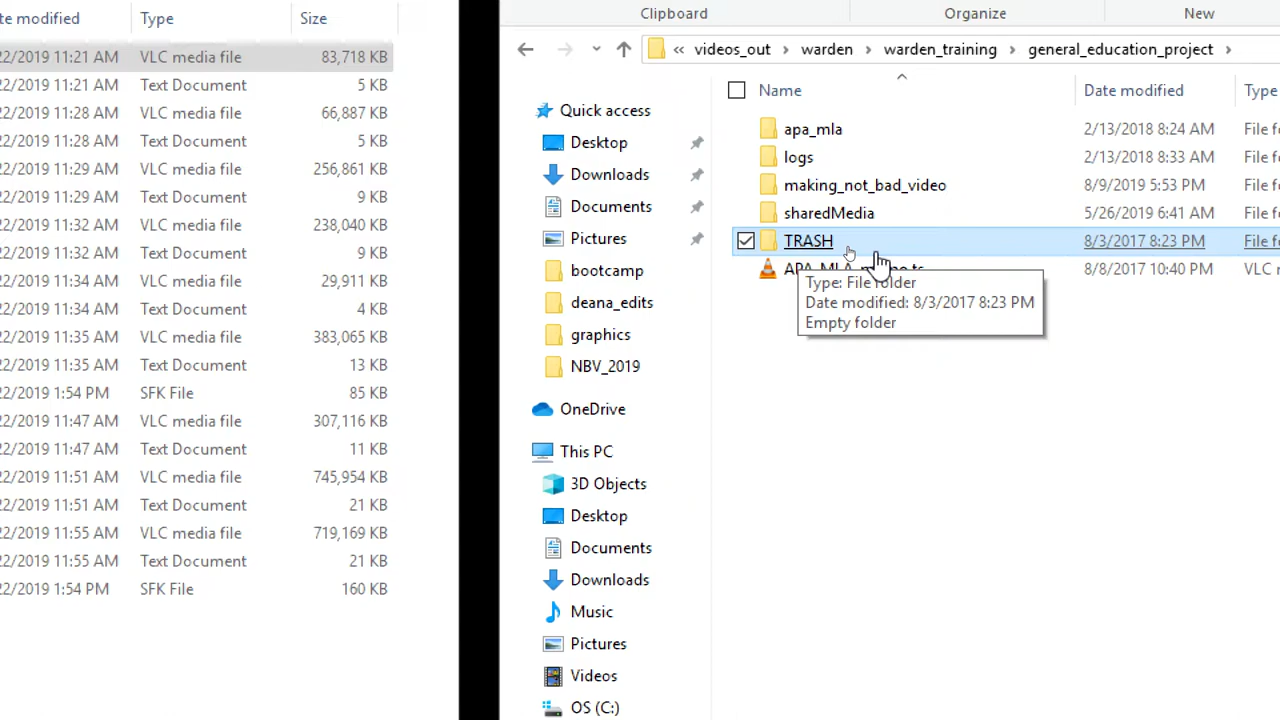 te modified Type Size
22/2019 11:21 AM VLC media file 83,718 KB
22/2019 11:21 AM Text Document 5 KB
22/2019 11:28 AM VLC media file 66,887 KB
22/2019 11:28 AM Text Document 5 KB
22/2019 11:29 AM VLC media file 256,861 KB
22/2019 11:29 AM Text Document 9 KB
22/2019 11:32 AM VLC media file 238,040 KB
22/2019 11:32 AM Text Document 9 KB
22/2019 11:34 AM VLC media file 29,911 KB
22/2019 11:34 AM Text Document 4 KB
22/2019 11:35 AM VLC media file 383,065 KB
22/2019 11:35 AM Text Document 13 KB
22/2019 1:54 PM SFK File 85 KB
22/2019 11:47 AM VLC media file 307,116 KB
22/2019 11:47 AM Text Document 11 KB
22/2019 11:51 AM VLC media file 745,954 KB
22/2019 11:51 AM Text Document 21 KB
22/2019 11:55 AM VLC media file 719,169 KB
22/2019 11:55 AM Text Document 21 KB
22/2019 1:54 PM SFK File 160 KB
Clipboard Organize New
« videos_out > warden > warden_training > general_education_project >
Quick access
Desktop
Downloads
Documents
Pictures
bootcamp
deana_edits
graphics
NBV_2019
OneDrive
This PC
3D Objects
Desktop
Documents
Downloads
Music
Pictures
Videos
OS (C:)
Name Date modified Type
apa_mla 2/13/2018 8:24 AM File f
logs 2/13/2018 8:33 AM File f
making_not_bad_video 8/9/2019 5:53 PM File f
sharedMedia 5/26/2019 6:41 AM File f
TRASH 8/3/2017 8:23 PM File f
APA_MLA 8/8/2017 10:40 PM VLC m
Type: File folder
Date modified: 8/3/2017 8:23 PM
Empty folder